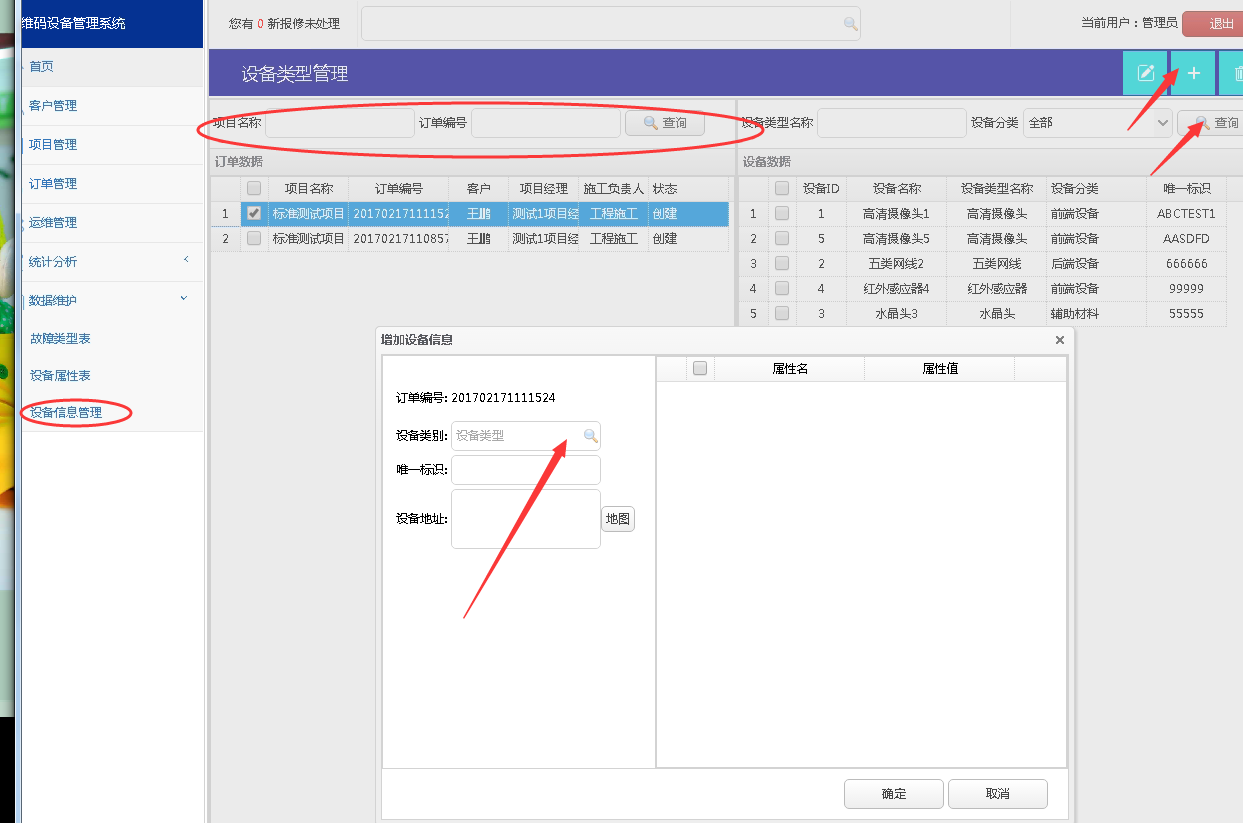 维码设备管理系统
您有 0 新报修未处理
当前用户：管理员
退出
首页
客户管理
项目管理
订单管理
运维管理
统计分析
数据维护
故障类型表
设备属性表
设备信息管理
设备类型管理
项目名称 订单编号 查询
设备类型名称 设备分类 全部 查询
订单数据
项目名称 订单编号 客户 项目经理 施工负责人 状态
1 标准测试项目 2017021711152 王鹏 测试1项目经 工程施工 创建
2 标准测试项目 20170217110857 王鹏 测试1项目经 工程施工 创建
设备数据
设备ID 设备名称 设备类型名称 设备分类 唯一标识
1 1 高清摄像头1 高清摄像头 前端设备 ABCTEST1
2 5 高清摄像头5 高清摄像头 前端设备 AASDFD
3 2 五类网线2 五类网线 后端设备 666666
4 4 红外感应器4 红外感应器 前端设备 99999
5 3 水晶头3 水晶头 辅助材料 55555
增加设备信息
订单编号: 201702171111524
设备类别: 设备类型
唯一标识:
设备地址: 地图
属性名 属性值
确定 取消